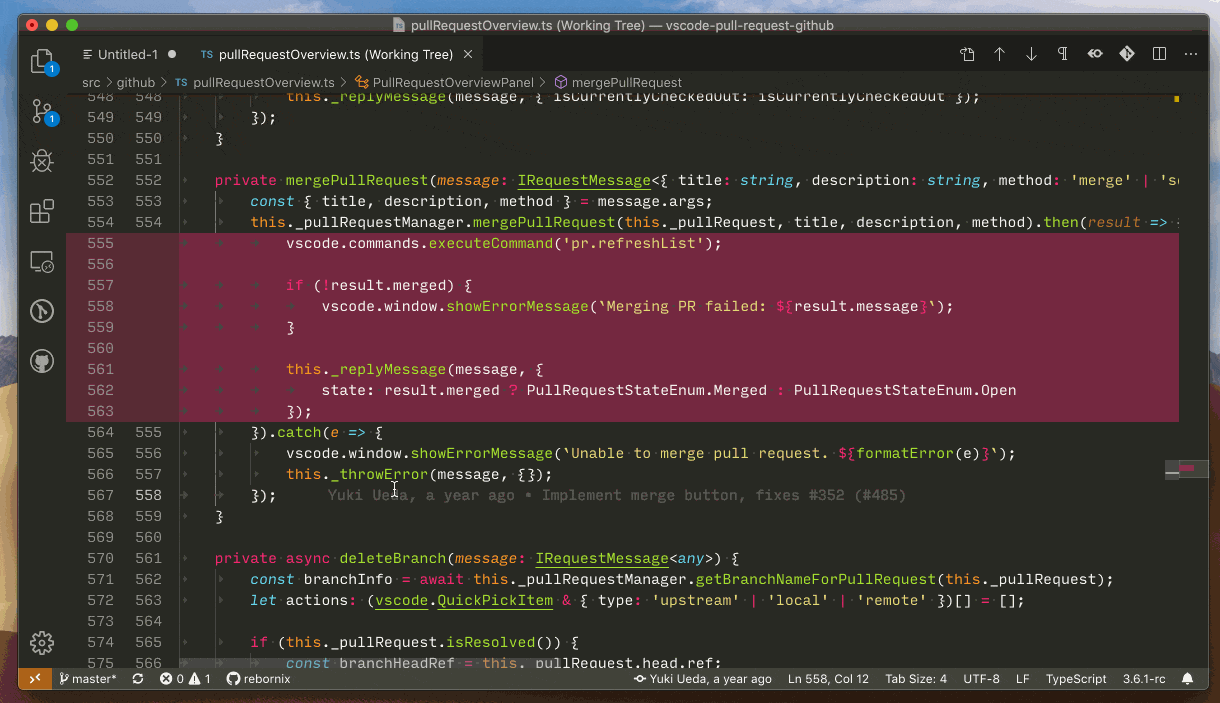 pullRequestOverview.ts (Working Tree) — vscode-pull-request-github
Untitled-1 ● TS pullRequestOverview.ts (Working Tree) ×
src > github > TS pullRequestOverview.ts > PullRequestOverviewPanel > mergePullRequest
548 548 this._replyMessage(message, { isCurrentlyCheckedOut: isCurrentlyCheckedOut });
549 549 });
550 550 }
551 551
552 552 private mergePullRequest(message: IRequestMessage<{ title: string, description: string, method: 'merge' | 's
553 553 const { title, description, method } = message.args;
554 554 this._pullRequestManager.mergePullRequest(this._pullRequest, title, description, method).then(result =>
555 vscode.commands.executeCommand('pr.refreshList');
556
557 if (!result.merged) {
558 vscode.window.showErrorMessage(`Merging PR failed: ${result.message}`);
559 }
560
561 this._replyMessage(message, {
562 state: result.merged ? PullRequestStateEnum.Merged : PullRequestStateEnum.Open
563 });
564 555 }).catch(e => {
565 556 vscode.window.showErrorMessage(`Unable to merge pull request. ${formatError(e)}`);
566 557 this._throwError(message, {});
567 558 }); Yuki Ueda, a year ago • Implement merge button, fixes #352 (#485)
568 559 }
569 560
570 561 private async deleteBranch(message: IRequestMessage<any>) {
571 562 const branchInfo = await this._pullRequestManager.getBranchNameForPullRequest(this._pullRequest);
572 563 let actions: (vscode.QuickPickItem & { type: 'upstream' | 'local' | 'remote' })[] = [];
573 564
574 565 if (this._pullRequest.isResolved()) {
575 566 const branchHeadRef = this._pullRequest.head.ref;
1
1
master* 0 1 rebornix Yuki Ueda, a year ago Ln 558, Col 12 Tab Size: 4 UTF-8 LF TypeScript 3.6.1-rc